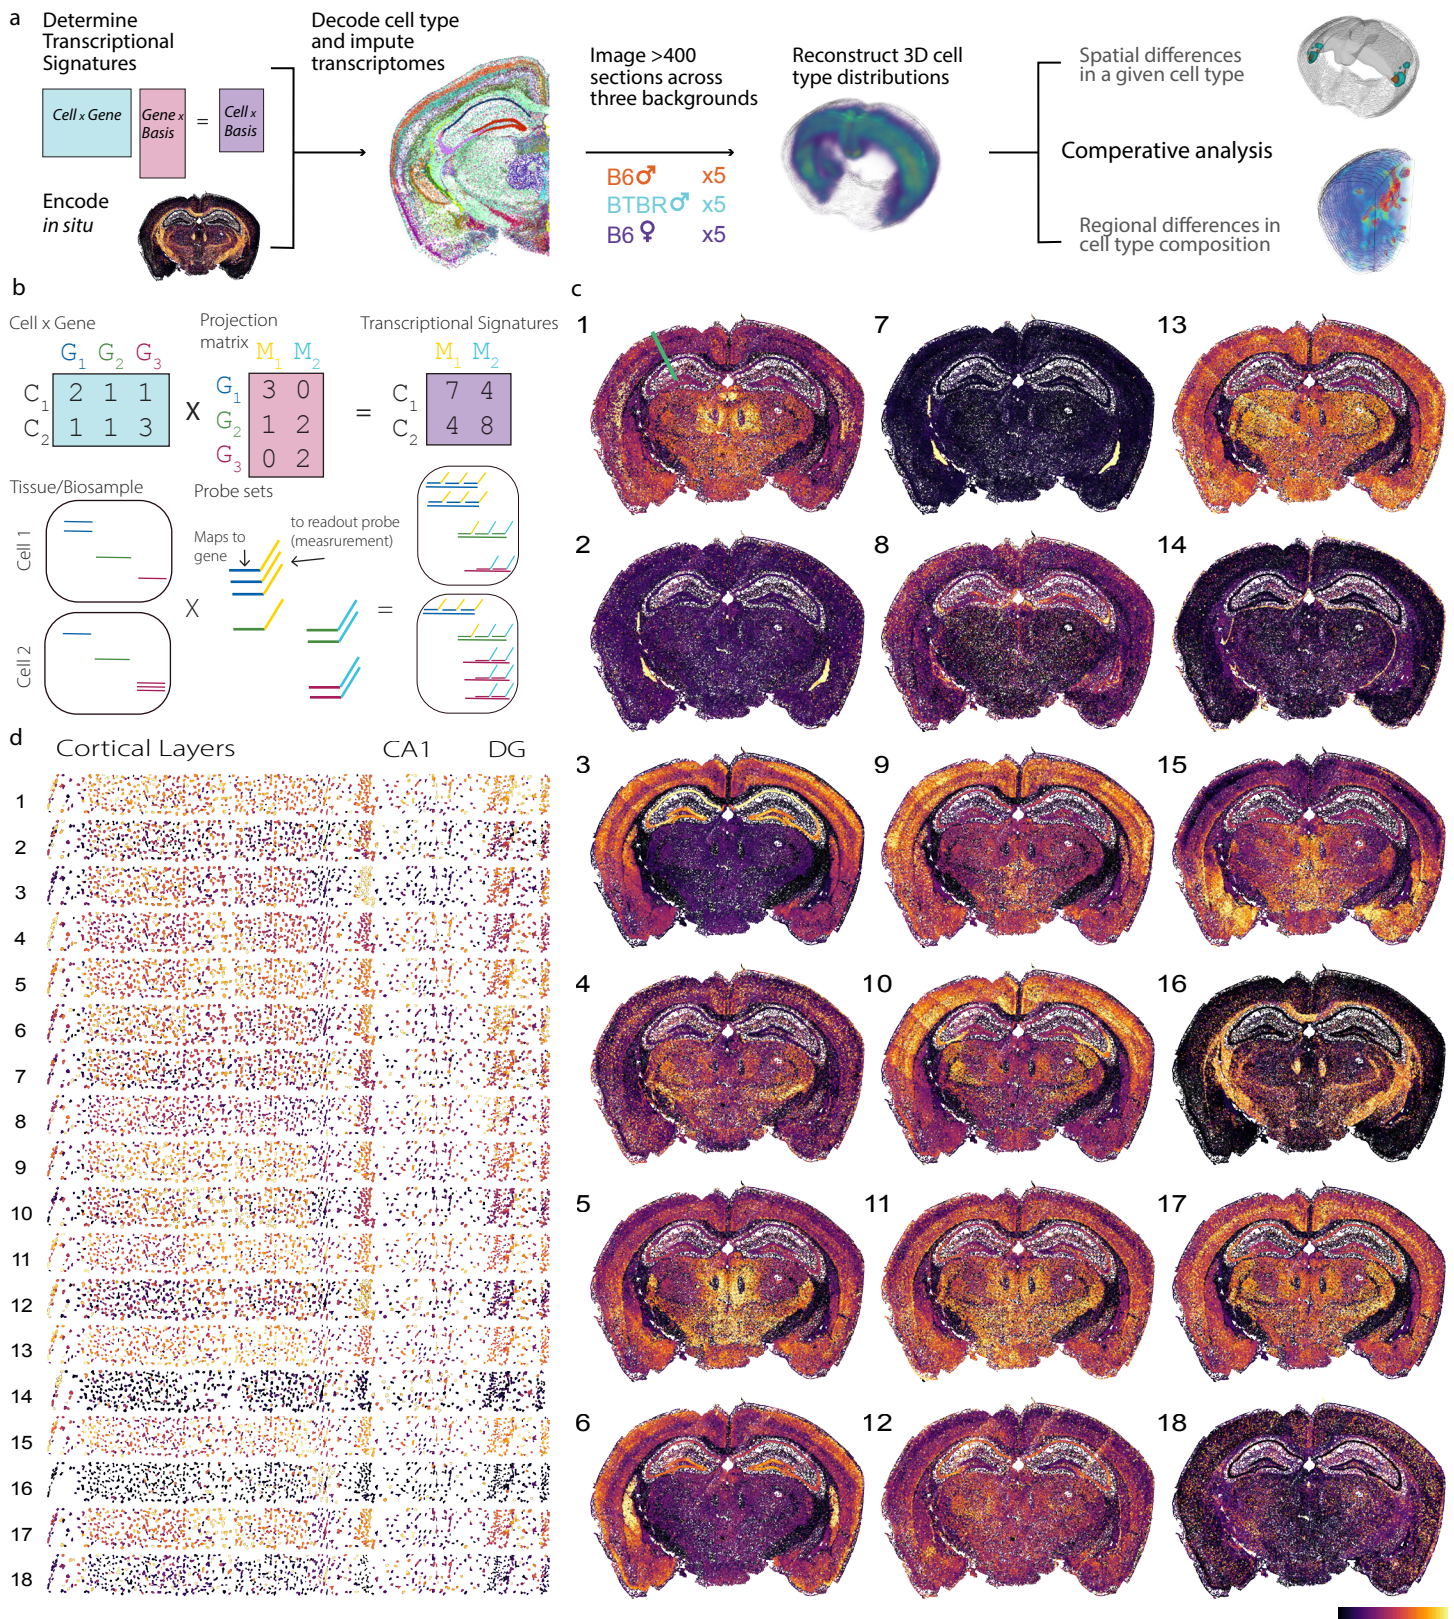 a
Determine
Transcriptional
Signatures
Cell x Gene
Gene x
Basis
=
Cell x
Basis
Encode
in situ
Decode cell type
and impute
transcriptomes
Image >400
sections across
three backgrounds
B6♂ x5
BTBR♂ x5
B6♀ x5
Reconstruct 3D cell
type distributions
Spatial differences
in a given cell type
Comperative analysis
Regional differences in
cell type composition
b
Cell x Gene
G1 G2 G3
C1 2 1 1
C2 1 1 3
X
Projection
matrix
M1 M2
G1 3 0
G2 1 2
G3 0 2
=
Transcriptional Signatures
M1 M2
C1 7 4
C2 4 8
Tissue/Biosample
Cell 1
Cell 2
X
Probe sets
Maps to
gene
to readout probe
(measrurement)
=
c
1
7
13
2
8
14
3
9
15
4
10
16
5
11
17
6
12
18
d
Cortical Layers CA1 DG
1
2
3
4
5
6
7
8
9
10
11
12
13
14
15
16
17
18